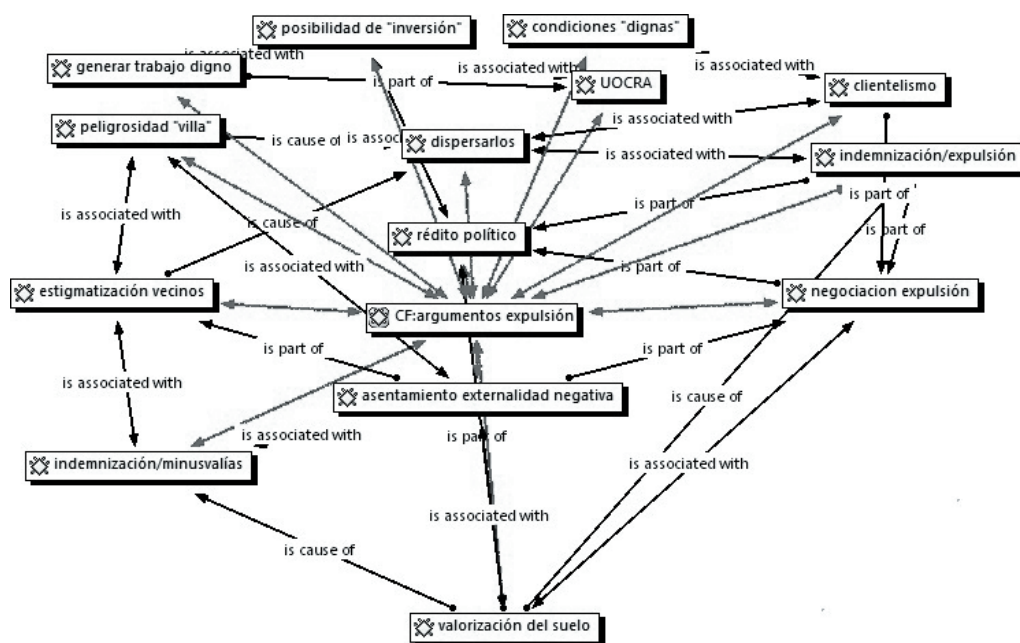 posibilidad de "inversión"
condiciones "dignas"
is associated with
generar trabajo digno
is part of
is associated with
UOCRA
is associated with
clientelismo
peligrosidad "villa"
is cause of
dispersarlos
is associated with
is associated with
indemnización/expulsión
is associated with
is cause of
rédito político
is part of
is part of
is part of
is associated with
is part of
estigmatización vecinos
CF:argumentos expulsión
negociacion expulsión
is part of
is part of
is associated with
asentamiento externalidad negativa
is cause of
is associated with
is part of
indemnización/minusvalías
is associated with
is associated with
is cause of
valorización del suelo